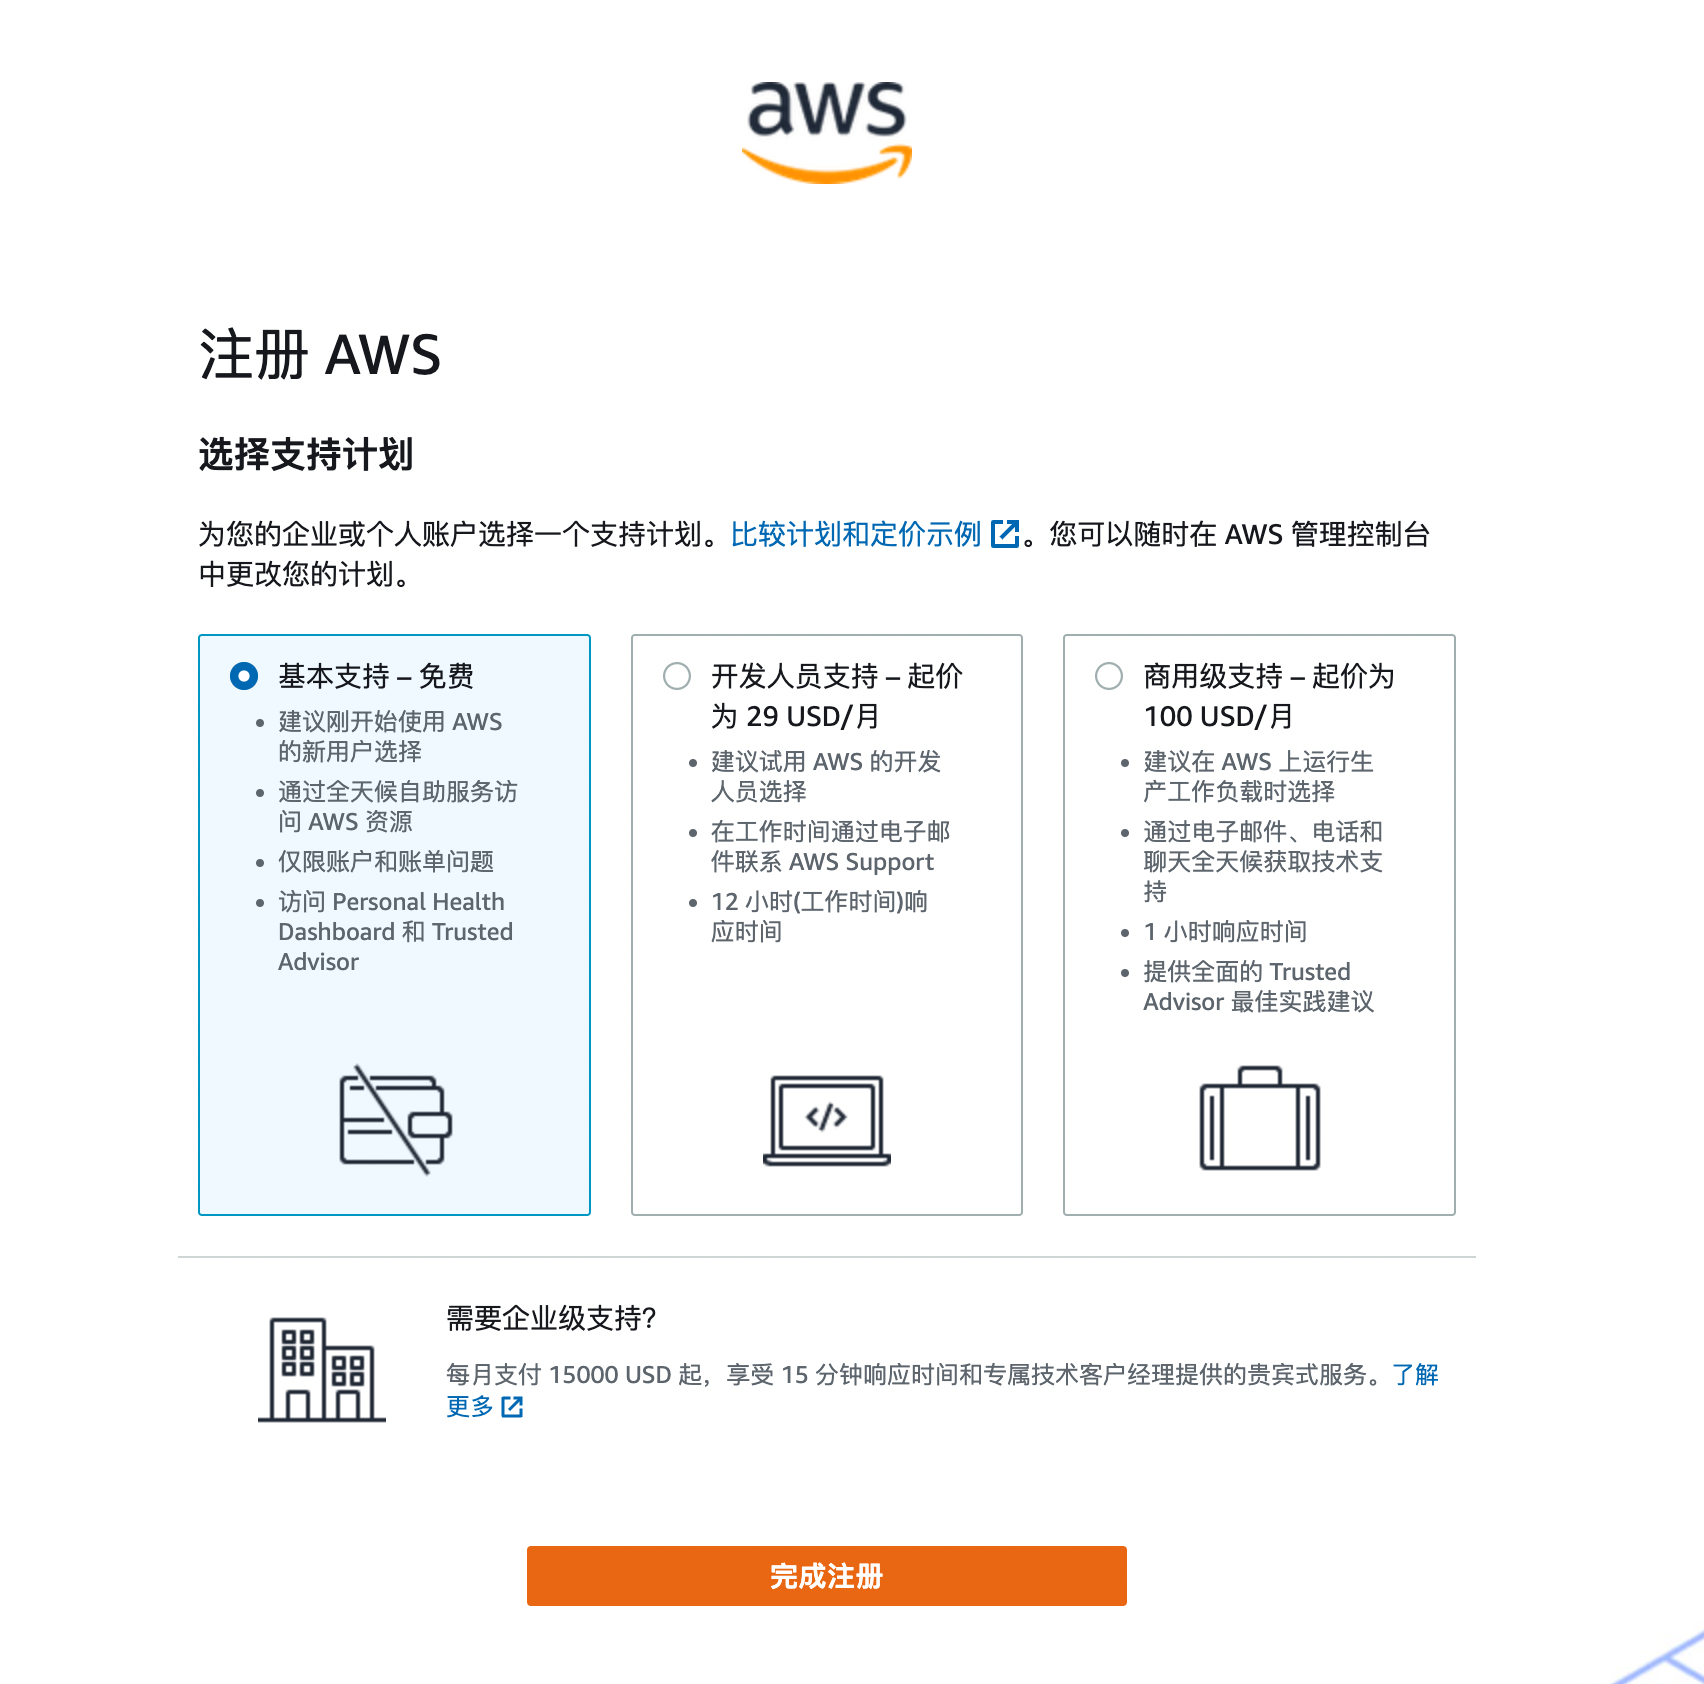 aws
注册 AWS
选择支持计划
为您的企业或个人账户选择一个支持计划。比较计划和定价示例 。您可以随时在 AWS 管理控制台
中更改您的计划。
基本支持 – 免费
• 建议刚开始使用 AWS
的新用户选择
• 通过全天候自助服务访
问 AWS 资源
• 仅限账户和账单问题
• 访问 Personal Health
Dashboard 和 Trusted
Advisor
开发人员支持 – 起价
为 29 USD/月
• 建议试用 AWS 的开发
人员选择
• 在工作时间通过电子邮
件联系 AWS Support
• 12 小时(工作时间)响
应时间
</>
商用级支持 – 起价为
100 USD/月
• 建议在 AWS 上运行生
产工作负载时选择
• 通过电子邮件、电话和
聊天全天候获取技术支
持
• 1 小时响应时间
• 提供全面的 Trusted
Advisor 最佳实践建议
需要企业级支持?
每月支付 15000 USD 起，享受 15 分钟响应时间和专属技术客户经理提供的贵宾式服务。了解
更多
完成注册